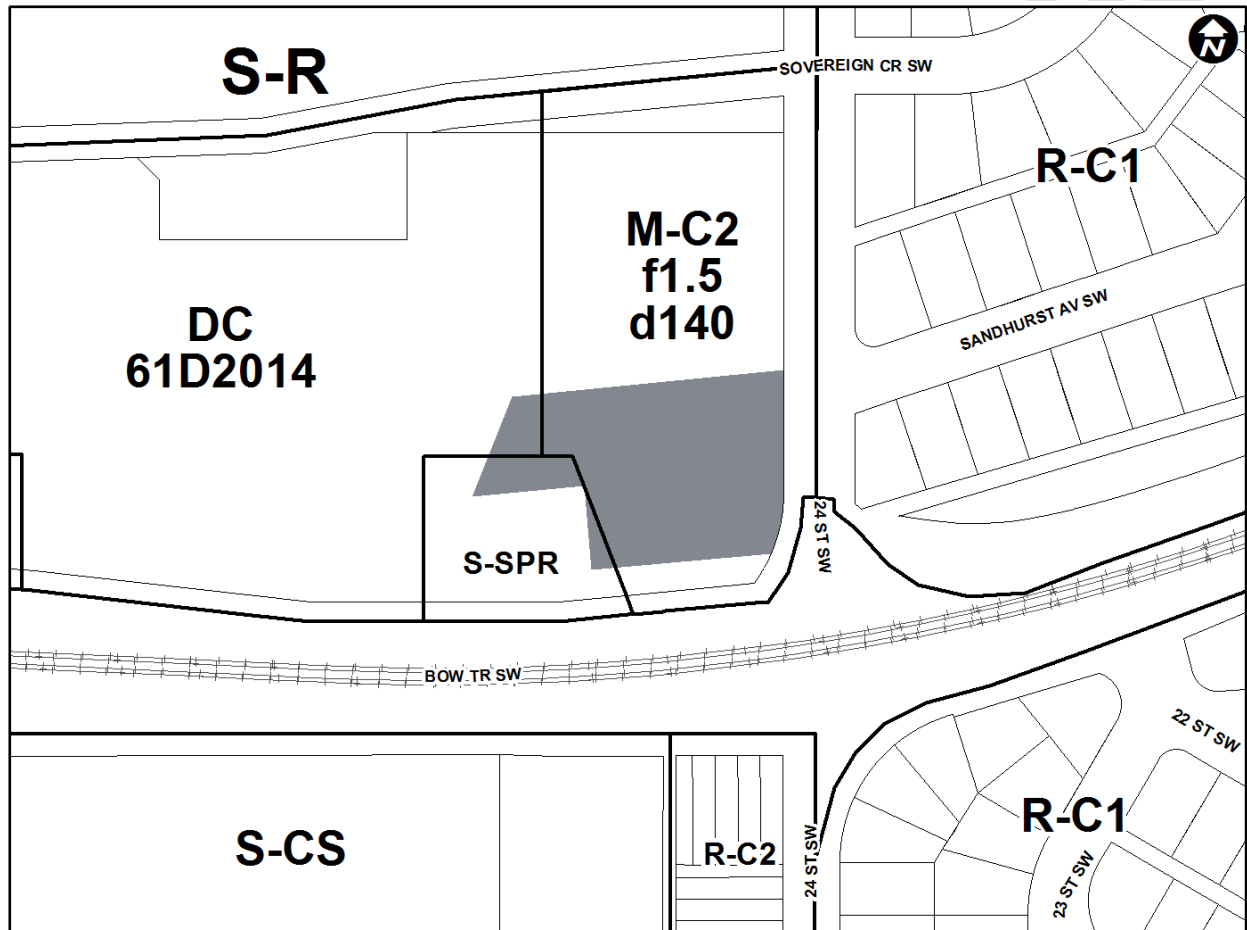 S-R
SOVEREIGN CR SW
N
R-C1
M-C2
f1.5
d140
DC
61D2014
SANDHURST AV SW
24 ST SW
S-SPR
BOW TR SW
22 ST SW
S-CS
R-C2
24 ST SW
R-C1
23 ST SW